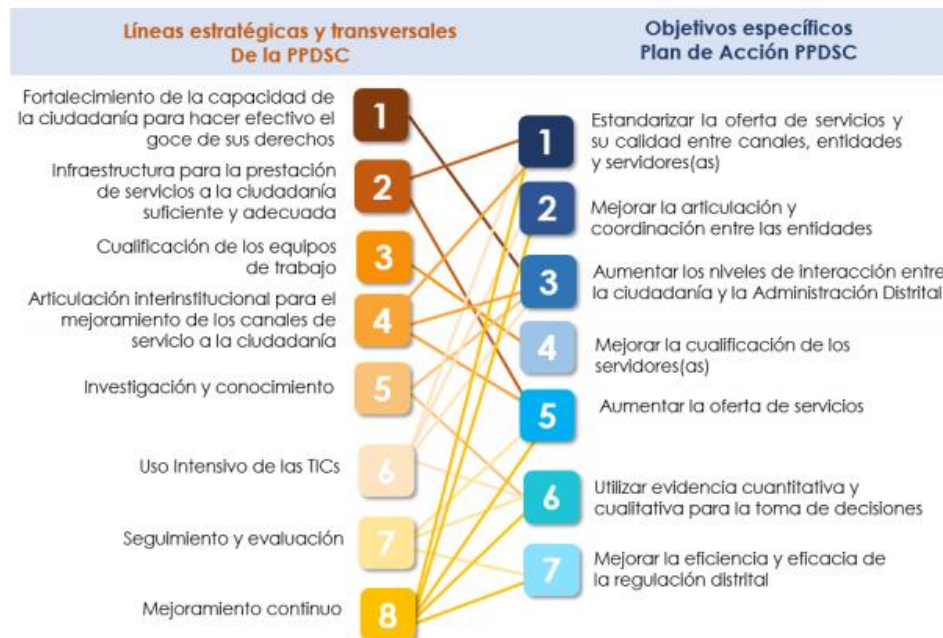 Líneas estratégicas y transversales
De la PPDSC
Fortalecimiento de la capacidad de
la ciudadanía para hacer efectivo el
goce de sus derechos
1
Infraestructura para la prestación
de servicios a la ciudadanía
suficiente y adecuada
2
Cualificación de los equipos
de trabajo
3
Articulación interinstitucional para el
mejoramiento de los canales de
servicio a la ciudadanía
4
Investigación y conocimiento
5
Uso Intensivo de las TICs
6
Seguimiento y evaluación
7
Mejoramiento continuo
8
Objetivos específicos
Plan de Acción PPDSC
1
Estandarizar la oferta de servicios y
su calidad entre canales, entidades
y servidores(as)
2
Mejorar la articulación y
coordinación entre las entidades
3
Aumentar los niveles de interacción entre
la ciudadanía y la Administración Distrital
4
Mejorar la cualificación de los
servidores(as)
5
Aumentar la oferta de servicios
6
Utilizar evidencia cuantitativa y
cualitativa para la toma de decisiones
7
Mejorar la eficiencia y eficacia de
la regulación distrital